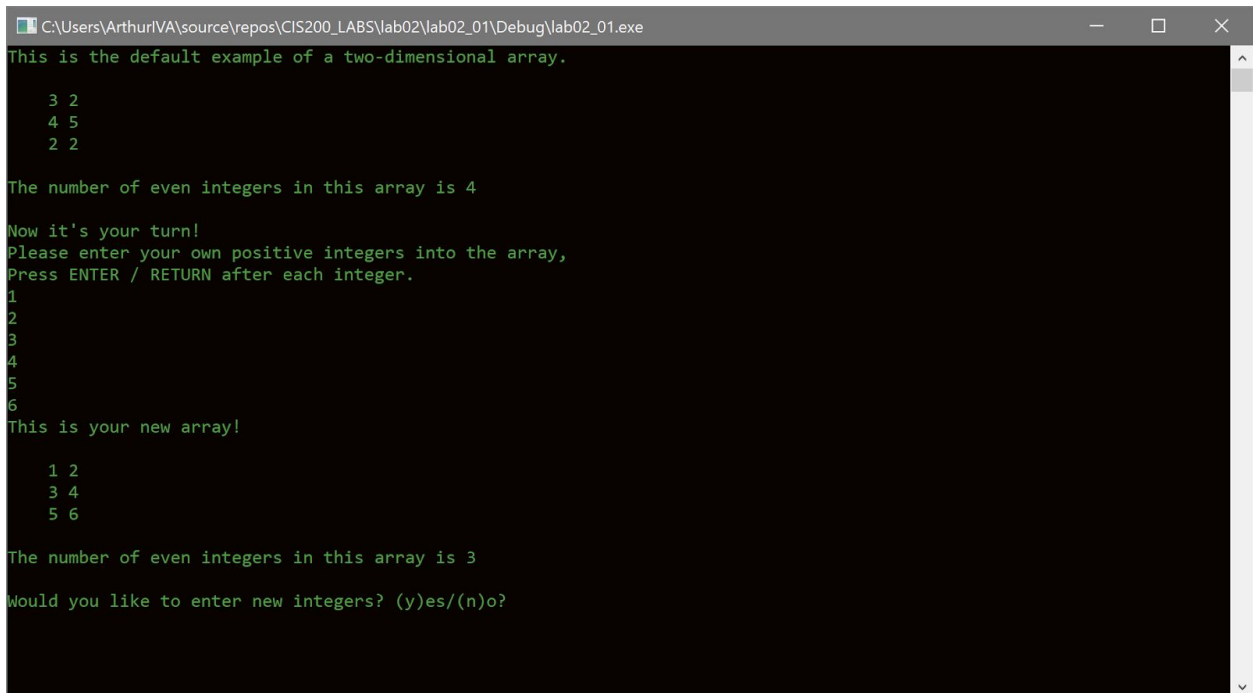 C:\Users\ArthurIVA\source\repos\CIS200_LABS\lab02\lab02_01\Debug\lab02_01.exe
This is the default example of a two-dimensional array.
3 2
4 5
2 2
The number of even integers in this array is 4
Now it's your turn!
Please enter your own positive integers into the array,
Press ENTER / RETURN after each integer.
1
2
3
4
5
6
This is your new array!
1 2
3 4
5 6
The number of even integers in this array is 3
Would you like to enter new integers? (y)es/(n)o?